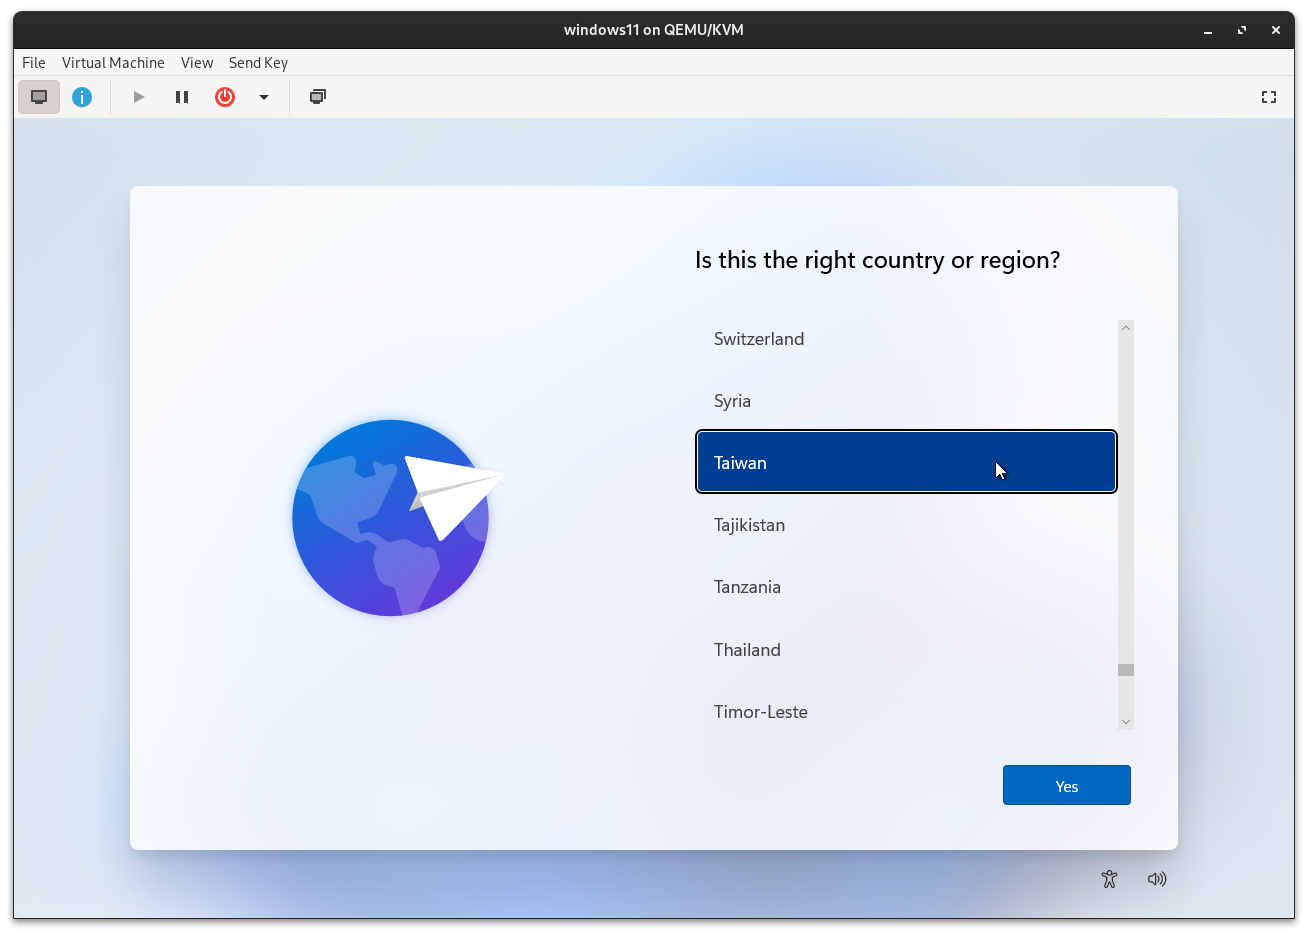 windows11 on QEMU/KVM
File Virtual Machine View Send Key
Is this the right country or region?
Switzerland
Syria
Taiwan
Tajikistan
Tanzania
Thailand
Timor-Leste
Yes